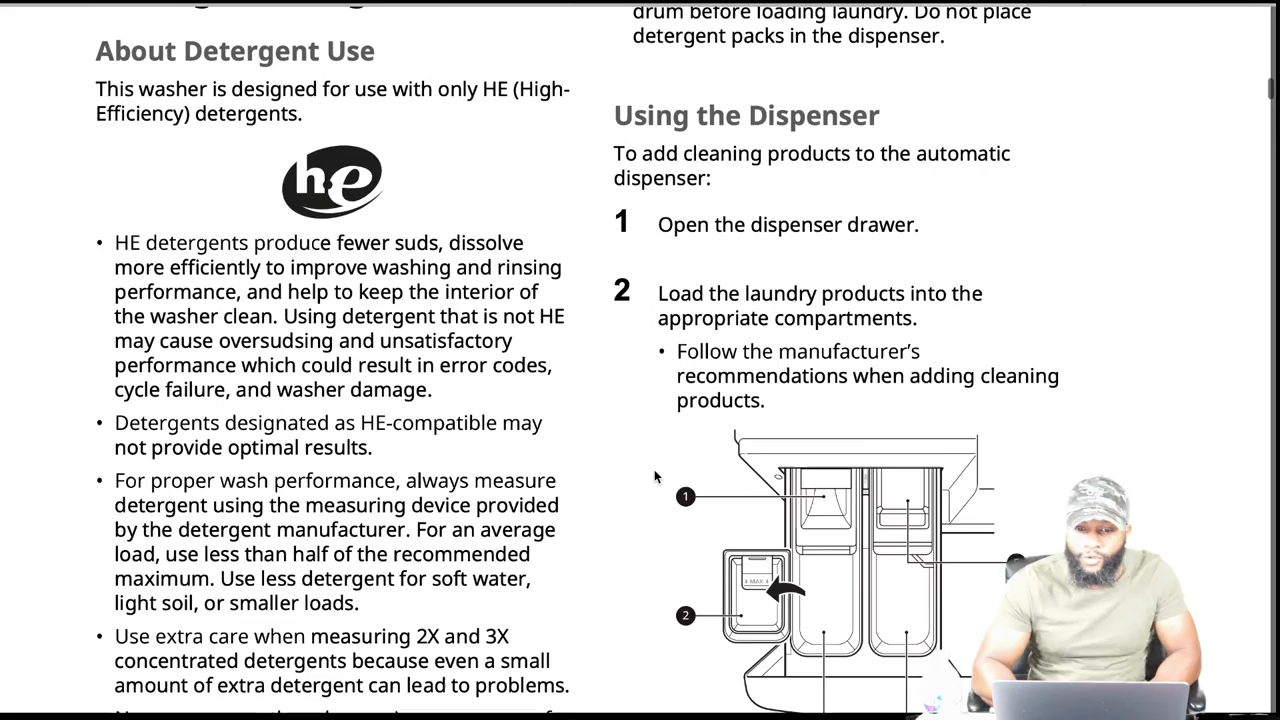 About Detergent Use
This washer is designed for use with only HE (High-
Efficiency) detergents.
he
• HE detergents produce fewer suds, dissolve
more efficiently to improve washing and rinsing
performance, and help to keep the interior of
the washer clean. Using detergent that is not HE
may cause oversudsing and unsatisfactory
performance which could result in error codes,
cycle failure, and washer damage.
• Detergents designated as HE-compatible may
not provide optimal results.
• For proper wash performance, always measure
detergent using the measuring device provided
by the detergent manufacturer. For an average
load, use less than half of the recommended
maximum. Use less detergent for soft water,
light soil, or smaller loads.
• Use extra care when measuring 2X and 3X
concentrated detergents because even a small
amount of extra detergent can lead to problems.
drum before loading laundry. Do not place
detergent packs in the dispenser.
Using the Dispenser
To add cleaning products to the automatic
dispenser:
1 Open the dispenser drawer.
2 Load the laundry products into the
appropriate compartments.
• Follow the manufacturer’s
recommendations when adding cleaning
products.
1
MAX
2